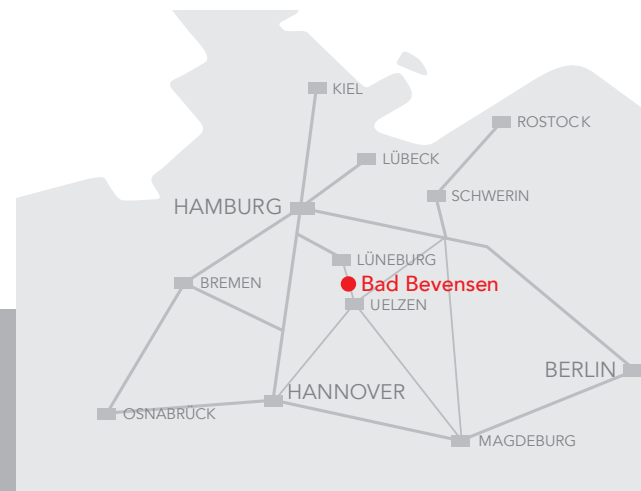 KIEL
ROSTOCK
LÜBECK
SCHWERIN
HAMBURG
LÜNEBURG
BREMEN
Bad Bevensen
UELZEN
BERLIN
HANNOVER
OSNABRÜCK
MAGDEBURG